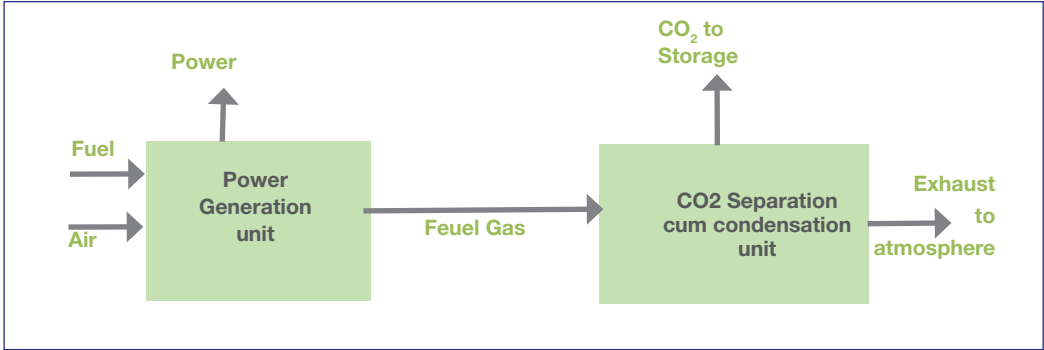 Power
CO₂ to
Storage
Fuel
Air
Power
Generation
unit
Feuel Gas
CO2 Separation
cum condensation
unit
Exhaust
to
atmosphere